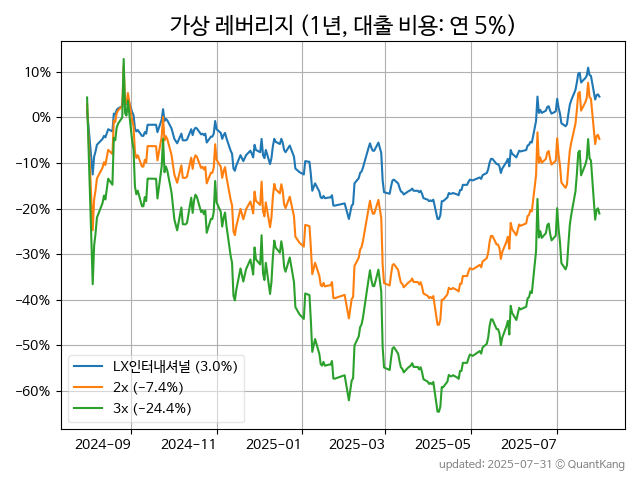 가상 레버리지 (1년, 대출 비용: 연 5%)
10%
0%
−10%
−20%
−30%
−40%
−50%
−60%
LX인터내셔널 (3.0%)
2x (−7.4%)
3x (−24.4%)
2024-09
2024-11
2025-01
2025-03
2025-05
2025-07
updated: 2025-07-31 © QuantKang